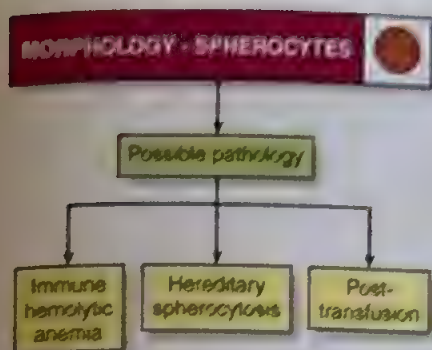 MORPHOLOGY - SPHEROCYTES
Possible pathology
Immune
hemolytic
anemia
Hereditary
spherocytosis
Post-
transfusion